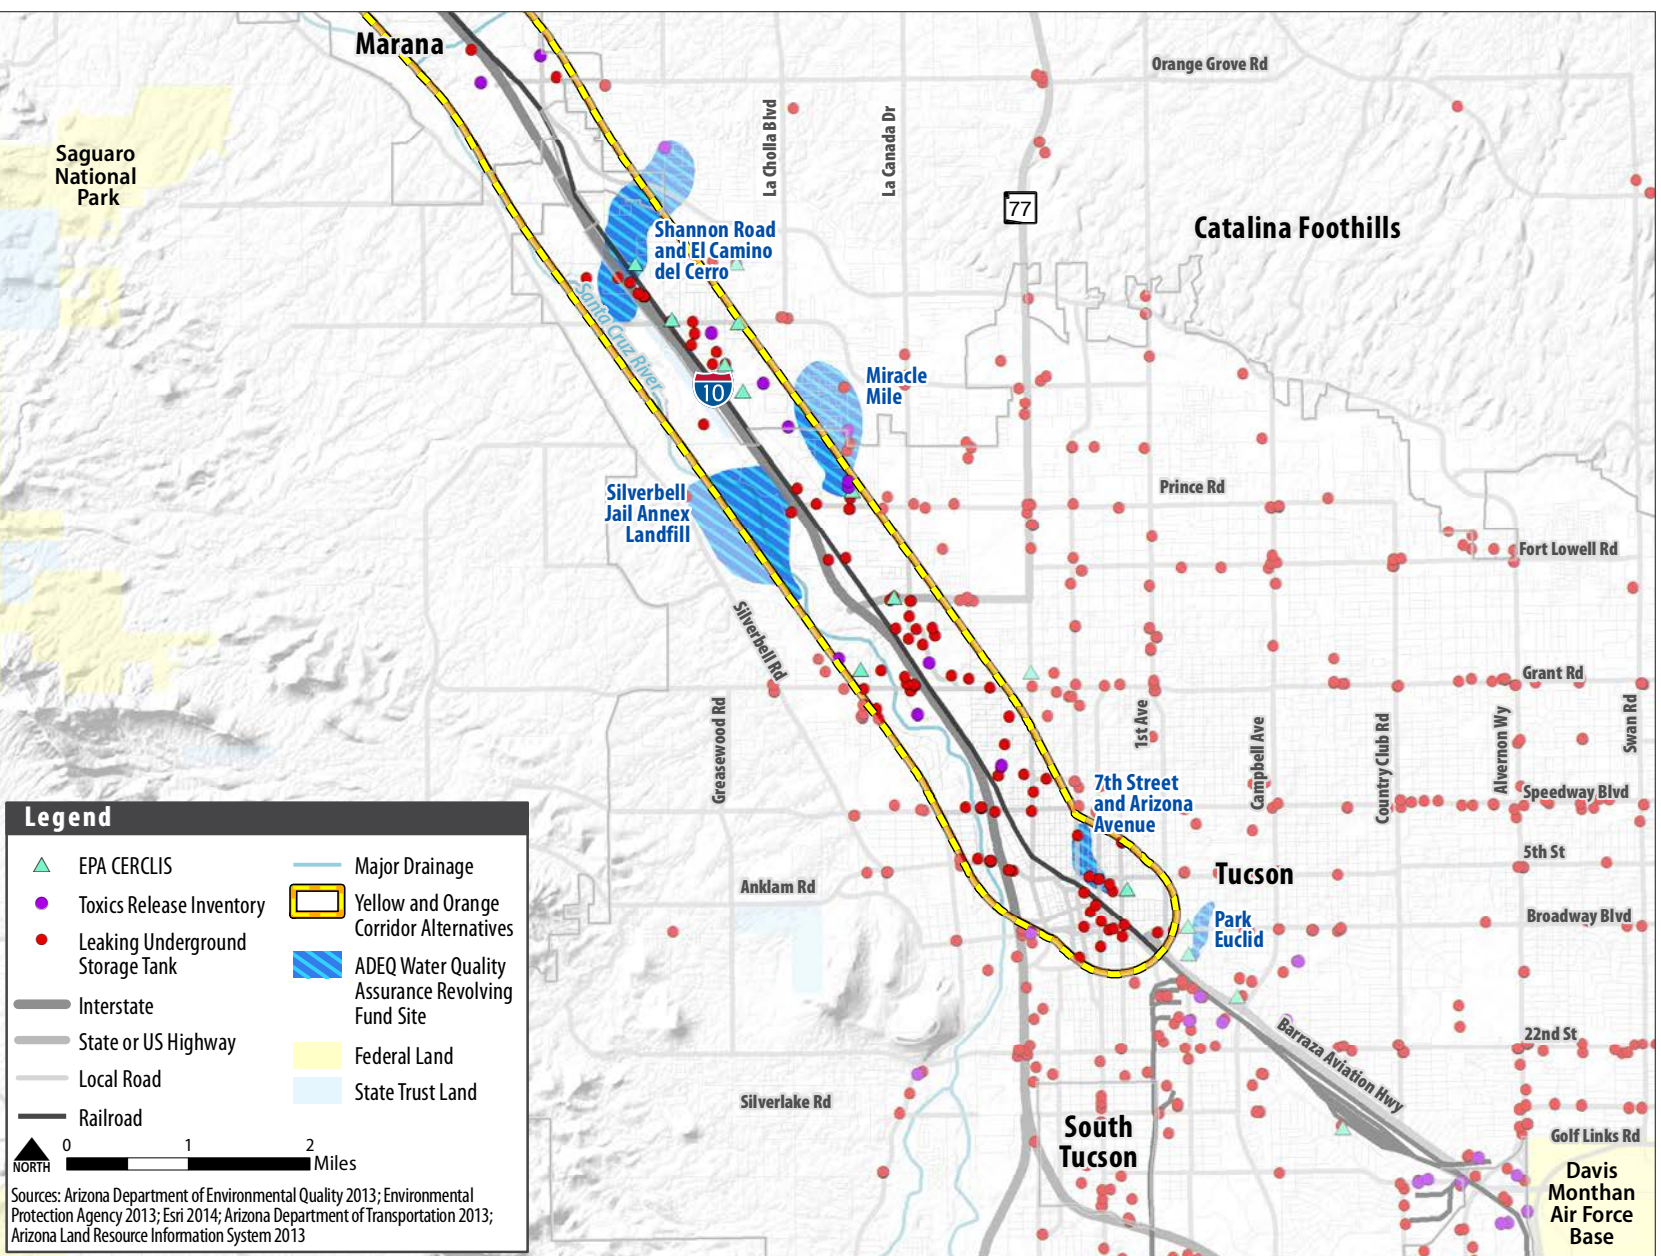 Marana
Orange Grove Rd
Saguaro
National
Park
La Cholla Blvd
La Canada Dr
77
Catalina Foothills
Shannon Road
and El Camino
del Cerro
Santa Cruz River
10
Miracle
Mile
Silverbell
Jail Annex
Landfill
Prince Rd
Fort Lowell Rd
Silverbell Rd
Grant Rd
Greasewood Rd
1st Ave
Campbell Ave
Country Club Rd
Alvernon Wy
Swan Rd
7th Street
and Arizona
Avenue
Speedway Blvd
5th St
Tucson
Anklam Rd
Park
Euclid
Broadway Blvd
22nd St
Barraza Aviation Hwy
Silverlake Rd
South
Tucson
Golf Links Rd
Davis
Monthan
Air Force
Base
Legend
EPA CERCLIS
Toxics Release Inventory
Leaking Underground
Storage Tank
Interstate
State or US Highway
Local Road
Railroad
Major Drainage
Yellow and Orange
Corridor Alternatives
ADEQ Water Quality
Assurance Revolving
Fund Site
Federal Land
State Trust Land
NORTH
0 1 2
Miles
Sources: Arizona Department of Environmental Quality 2013; Environmental
Protection Agency 2013; Esri 2014; Arizona Department of Transportation 2013;
Arizona Land Resource Information System 2013